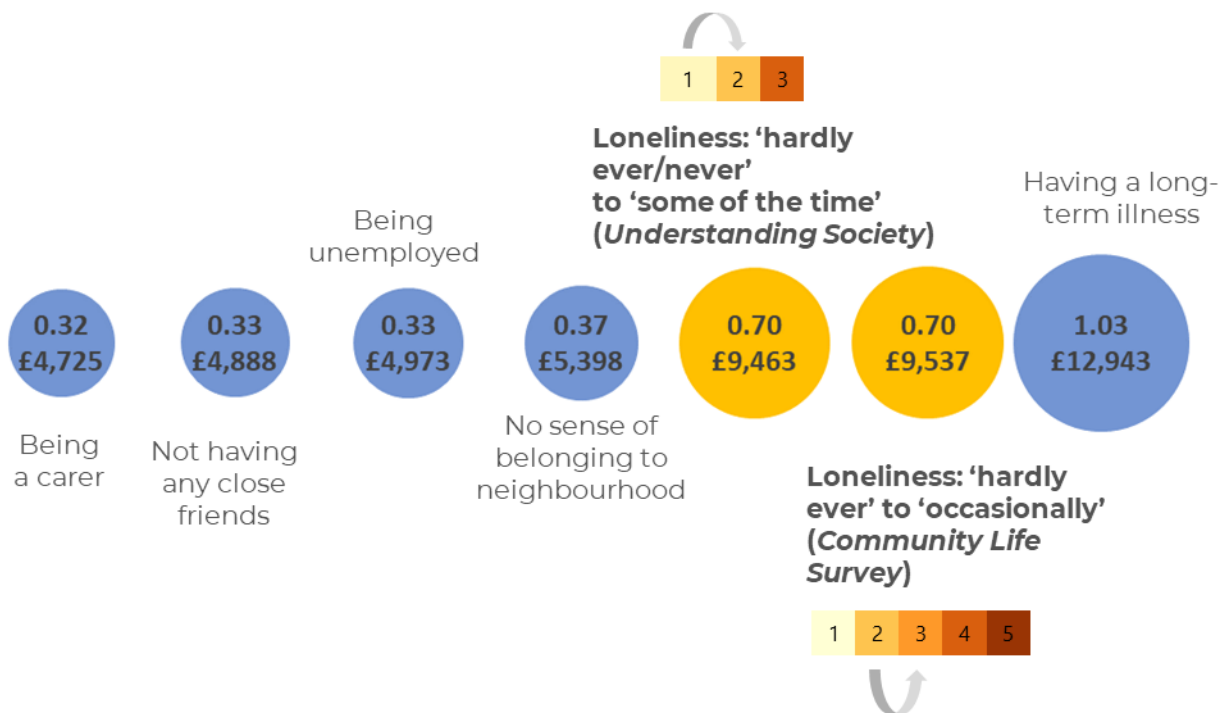 1 2 3
Loneliness: ‘hardly
ever/never’
to ‘some of the time’
(Understanding Society)
Having a long-
term illness
Being
unemployed
0.32
£4,725
0.33
£4,888
0.33
£4,973
0.37
£5,398
0.70
£9,463
0.70
£9,537
1.03
£12,943
Being
a carer
Not having
any close
friends
No sense of
belonging to
neighbourhood
Loneliness: ‘hardly
ever’ to ‘occasionally’
(Community Life
Survey)
1 2 3 4 5